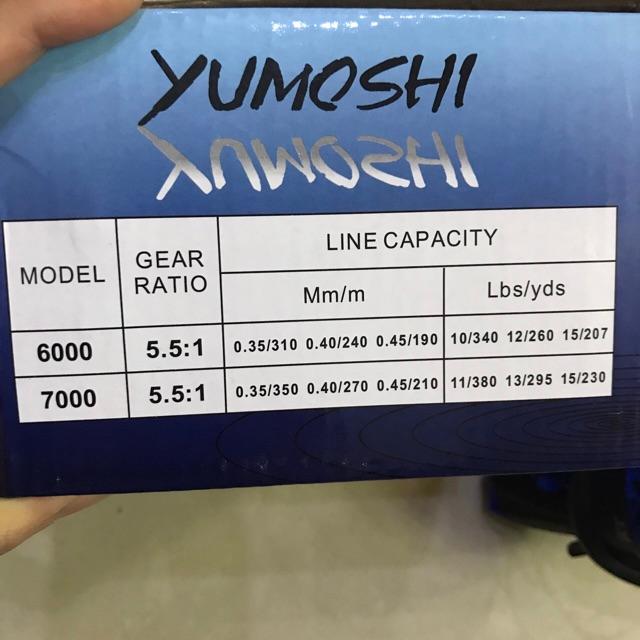 YUMOSHI
YUMOSHI
MODEL GEAR RATIO LINE CAPACITY
Mm/m Lbs/yds
6000 5.5:1 0.35/310 0.40/240 0.45/190 10/340 12/260 15/207
7000 5.5:1 0.35/350 0.40/270 0.45/210 11/380 13/295 15/230